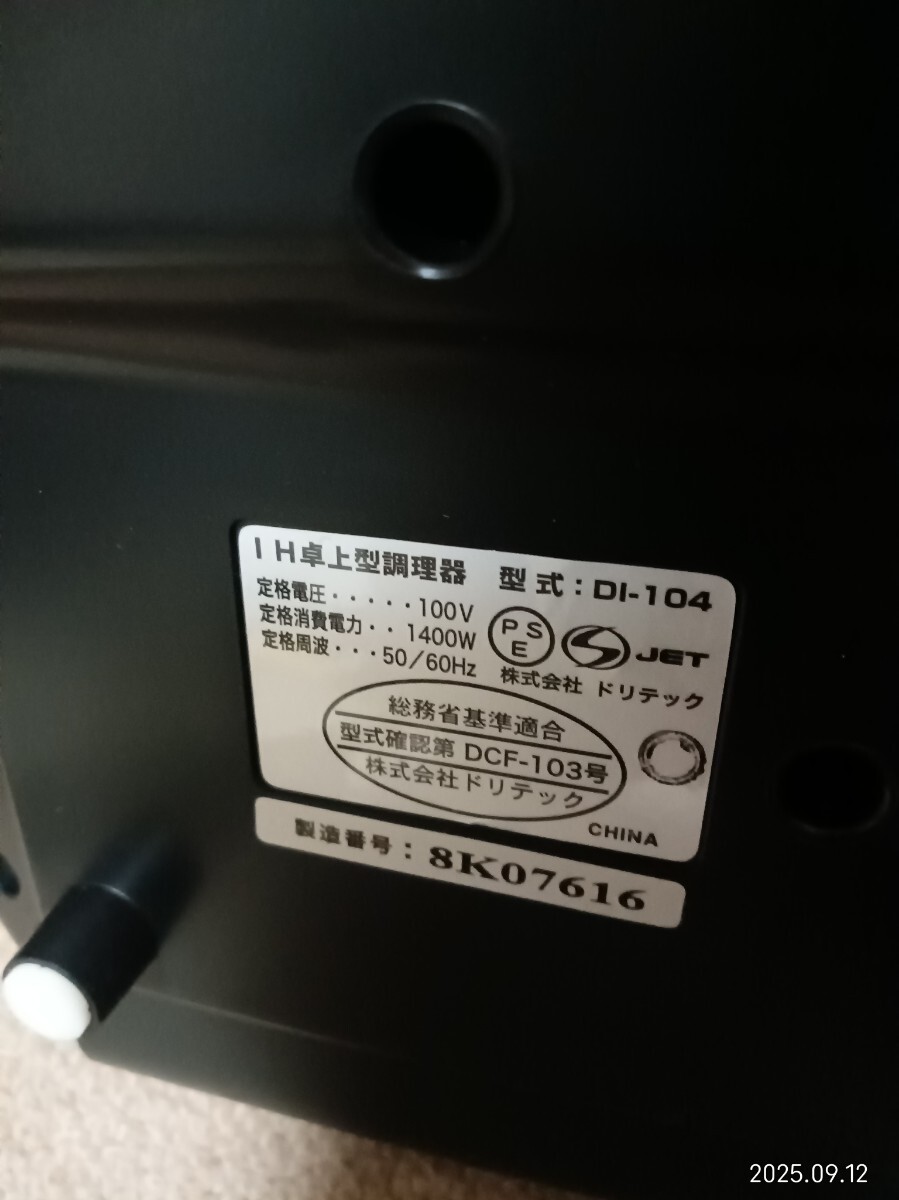 IH卓上型調理器 型式：DI-104
定格電圧・・・・・100V
定格消費電力・・1400W
定格周波・・・50/60Hz
PSE
JET
株式会社 ドリテック
総務省基準適合
型式確認第 DCF-103号
株式会社ドリテック
CHINA
製造番号：8K07616
2025.09.12